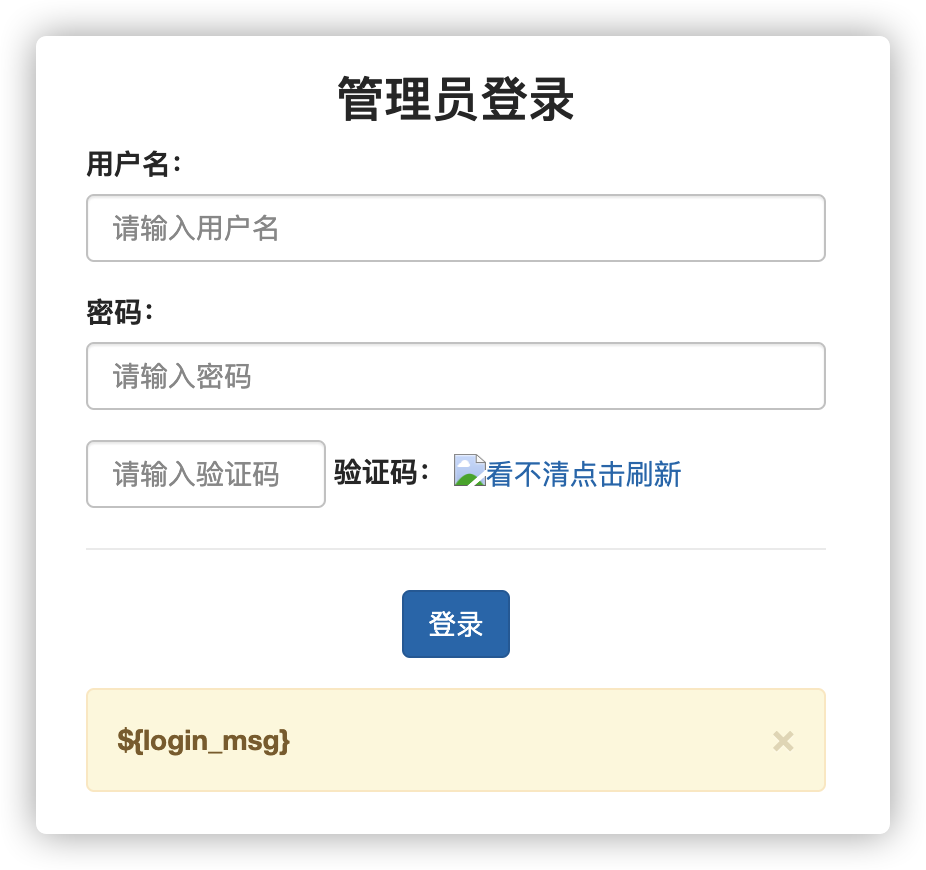 管理员登录
用户名：
请输入用户名
密码：
请输入密码
请输入验证码 验证码： 看不清点击刷新
登录
${login_msg} ×